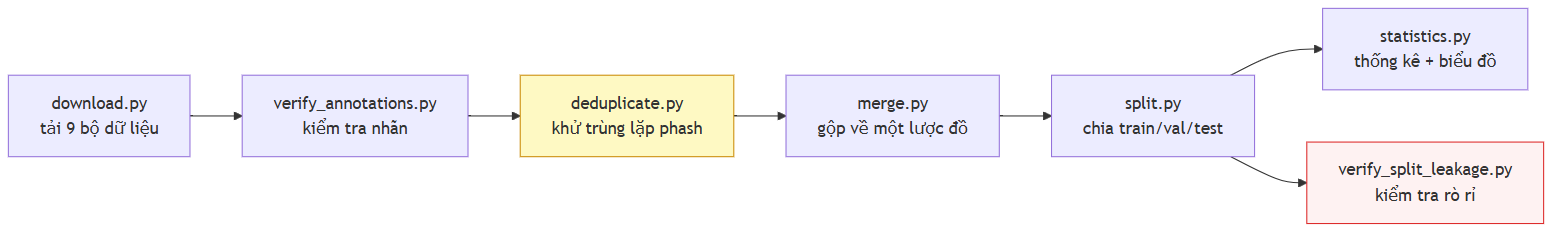 download.py
tải 9 bộ dữ liệu
verify_annotations.py
kiểm tra nhãn
deduplicate.py
khử trùng lặp phash
merge.py
gộp về một lược đồ
split.py
chia train/val/test
statistics.py
thống kê + biểu đồ
verify_split_leakage.py
kiểm tra rò rỉ